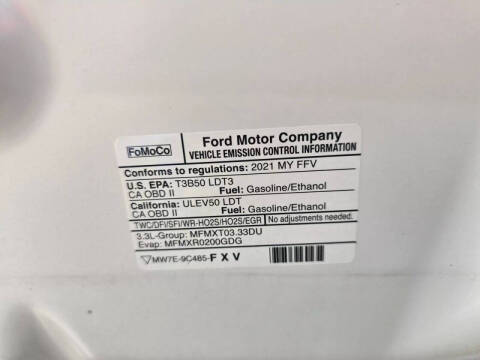 FoMoCo
Ford Motor Company
VEHICLE EMISSION CONTROL INFORMATION
Conforms to regulations: 2021 MY FFV
U.S. EPA: T3B50 LDT3
CA OBD II Fuel: Gasoline/Ethanol
California: ULEV50 LDT
CA OBD II Fuel: Gasoline/Ethanol
TWC/DFI/SFI/WR-HO2S/HO2S/EGR No adjustments needed.
3.3L-Group: MFMXT03.33DU
Evap: MFMXR0200GDG
MW7E-9C485-F X V